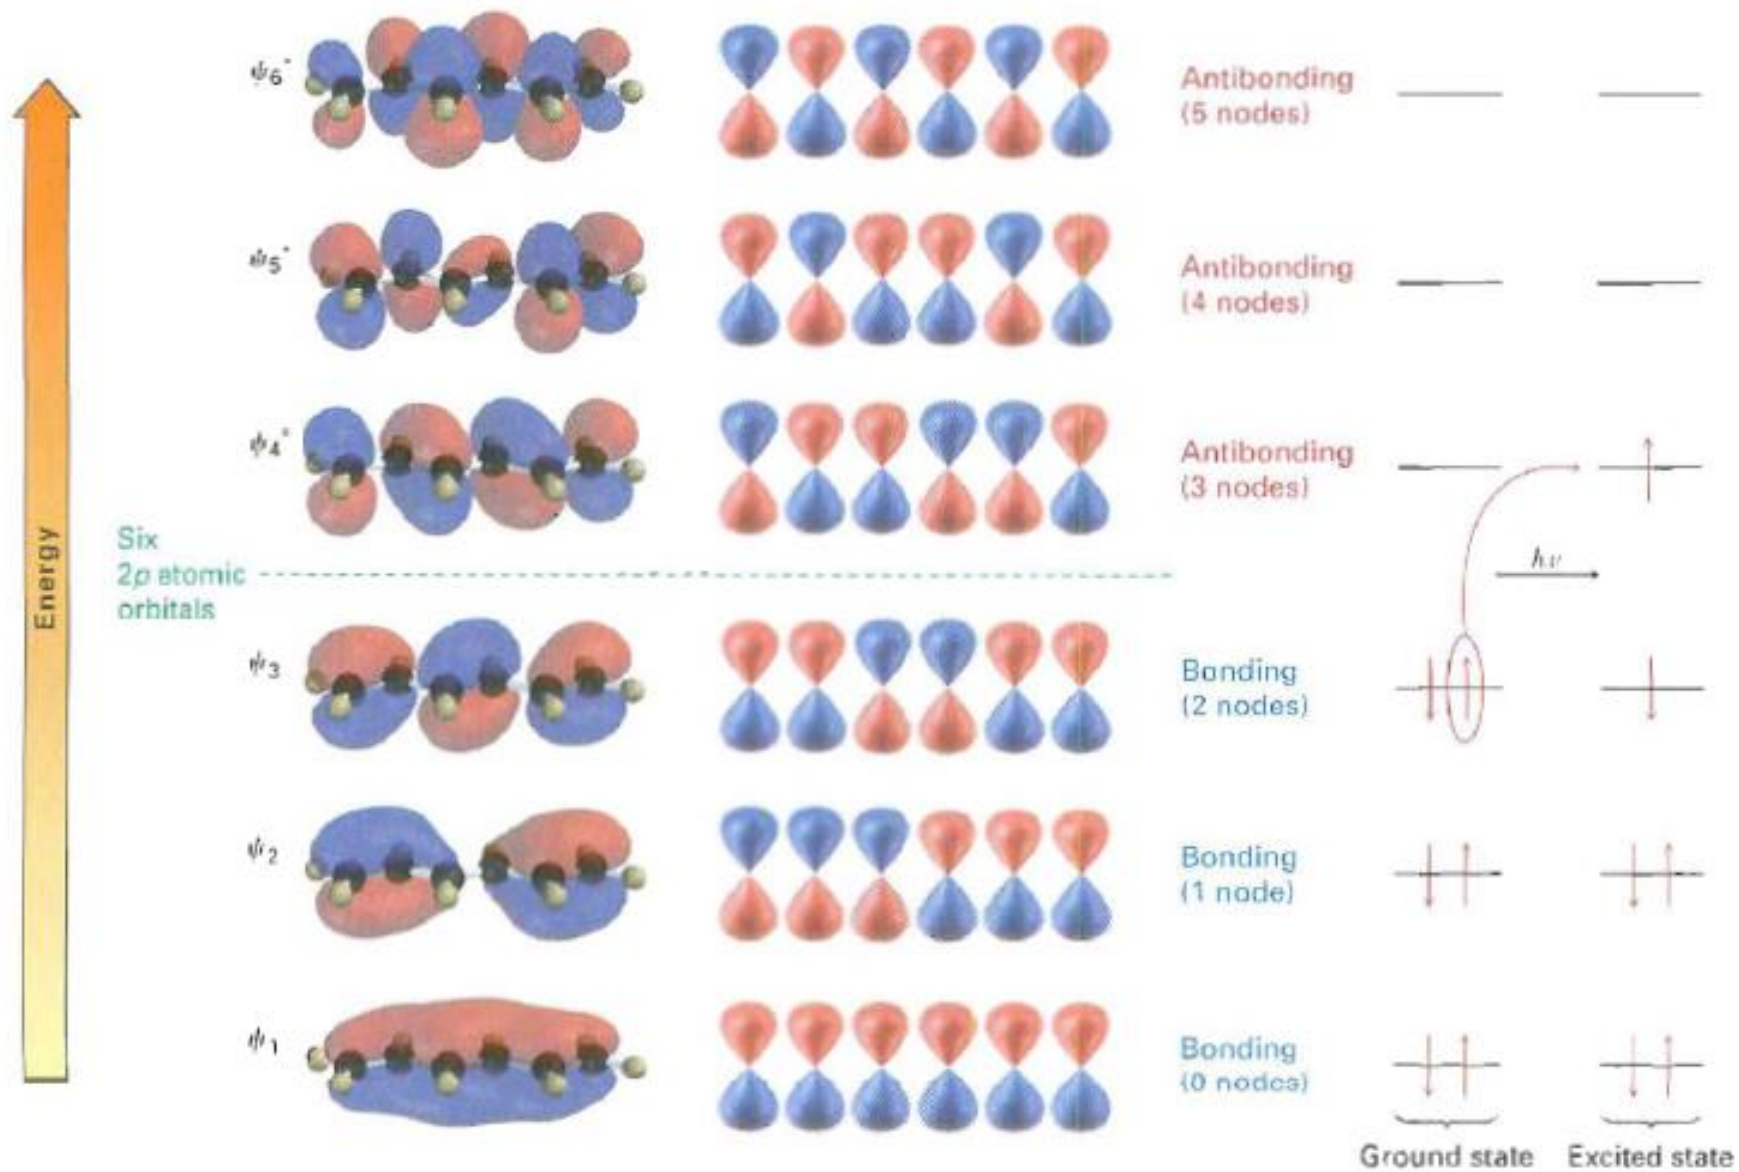 ψ6*
Antibonding
(5 nodes)
ψ5*
Antibonding
(4 nodes)
ψ4*
Antibonding
(3 nodes)
Energy
Six
2p atomic
orbitals
hν
ψ3
Bonding
(2 nodes)
ψ2
Bonding
(1 node)
ψ1
Bonding
(0 nodes)
Ground state
Excited state